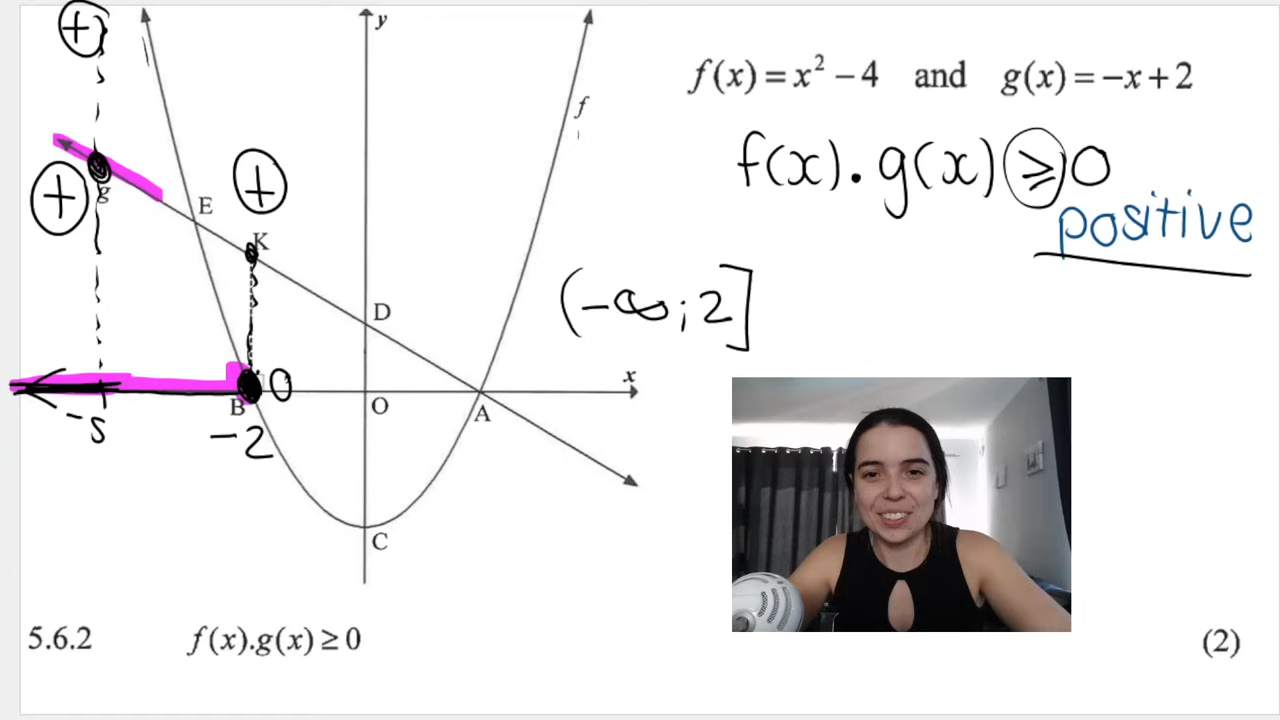 y
f(x) = x² − 4 and g(x) = −x + 2
f
f(x) . g(x) ≥ 0
positive
+
+
+
g
E
K
D
(-∞ ; 2]
x
0
B
O
A
-5
-2
C
5.6.2 f(x).g(x) ≥ 0 (2)